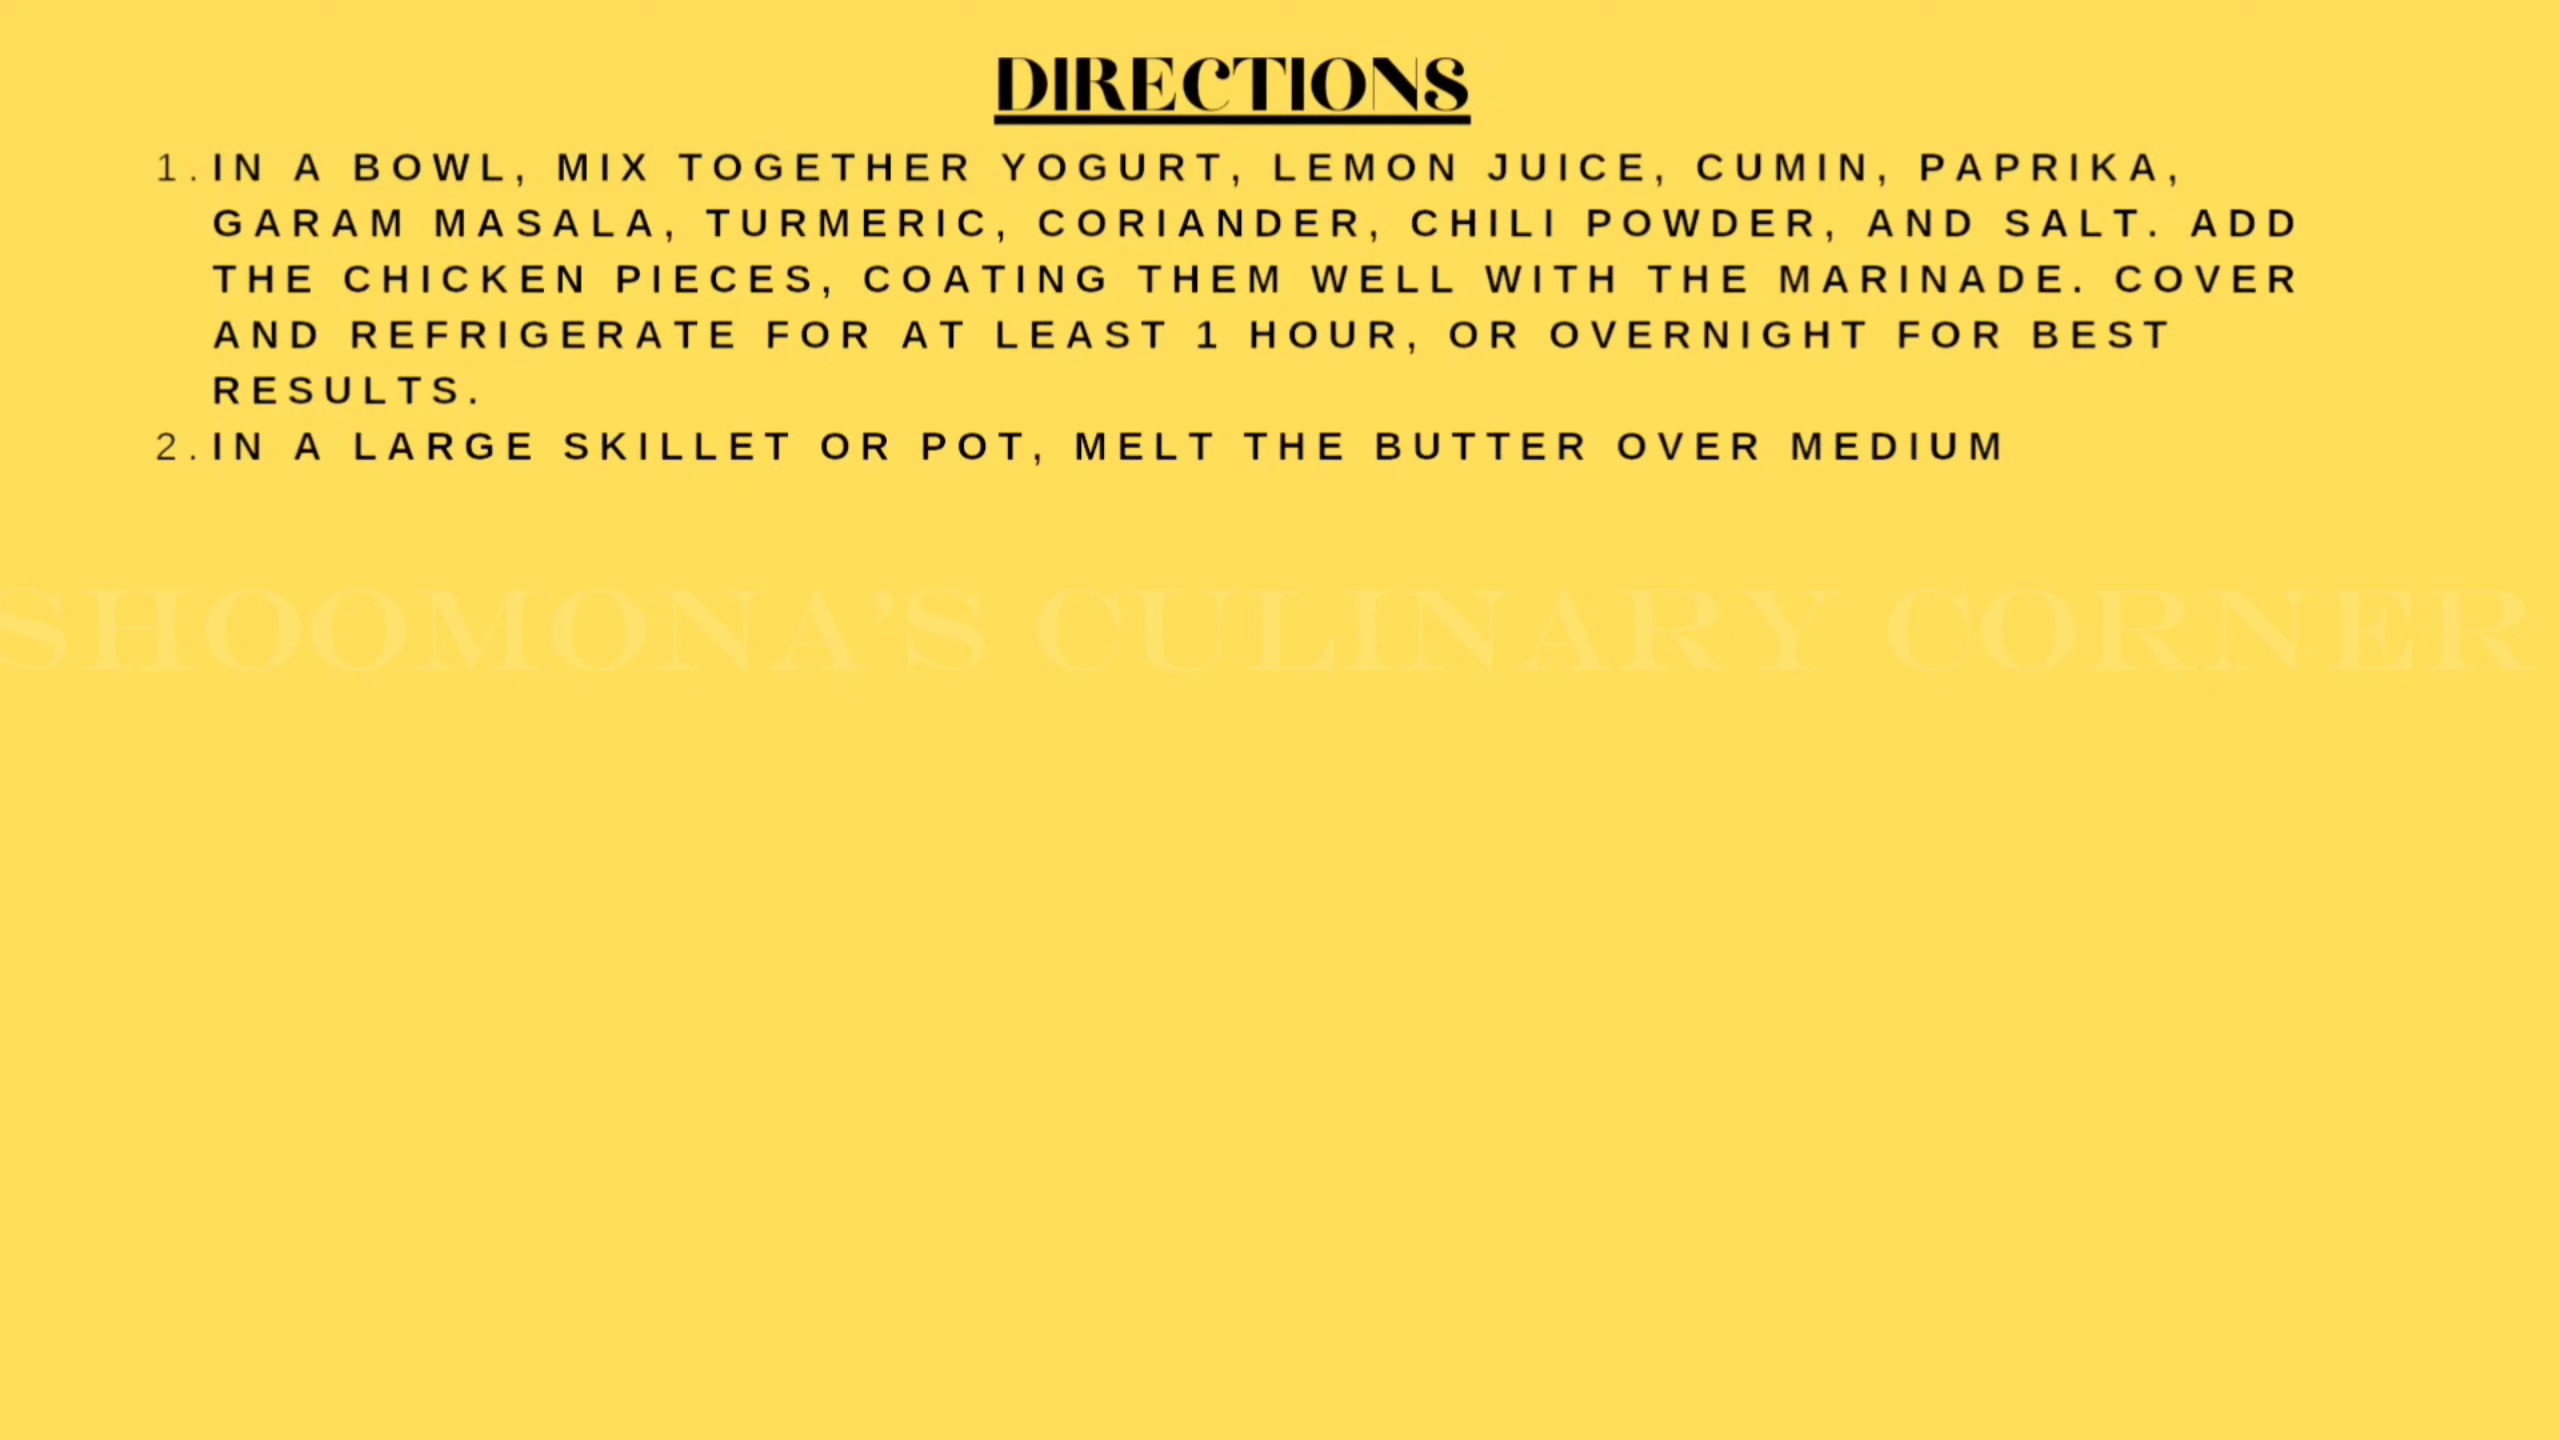 DIRECTIONS
1. IN A BOWL, MIX TOGETHER YOGURT, LEMON JUICE, CUMIN, PAPRIKA,
GARAM MASALA, TURMERIC, CORIANDER, CHILI POWDER, AND SALT. ADD
THE CHICKEN PIECES, COATING THEM WELL WITH THE MARINADE. COVER
AND REFRIGERATE FOR AT LEAST 1 HOUR, OR OVERNIGHT FOR BEST
RESULTS.
2. IN A LARGE SKILLET OR POT, MELT THE BUTTER OVER MEDIUM
SHOOMONA'S CULINARY CORNER